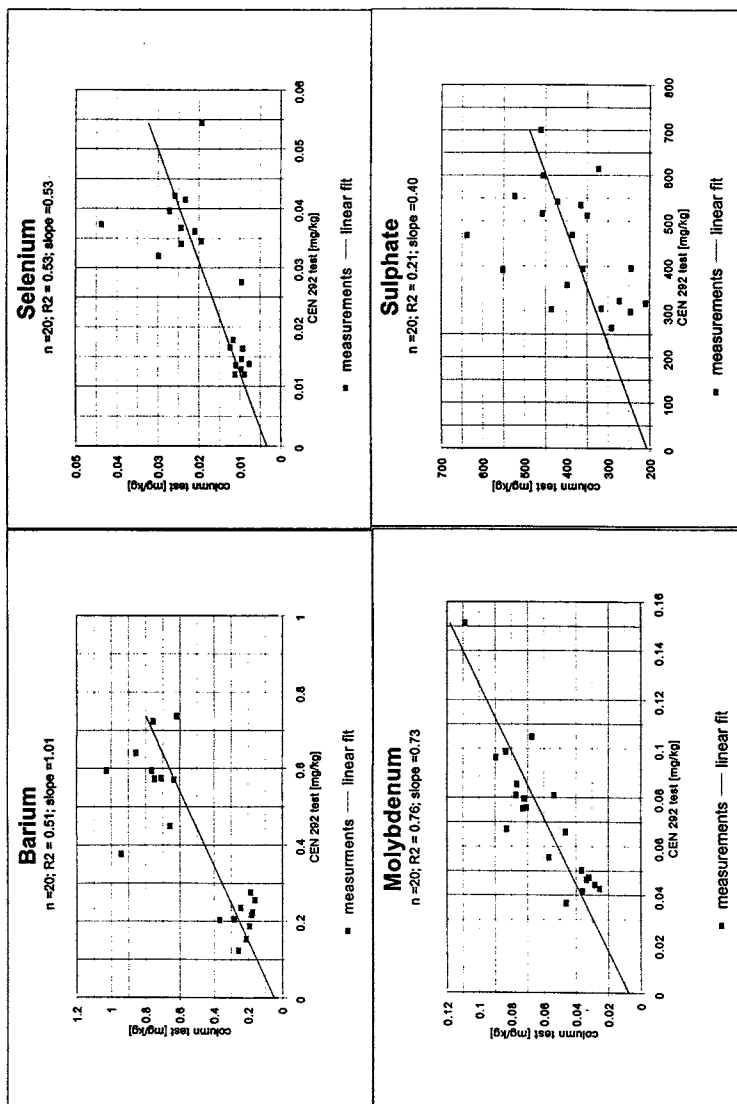 Barium
n =20; R2 = 0.51; slope =1.01
column test [mg/kg]
1.2
1
0.8
0.6
0.4
0.2
0
0 0.2 0.4 0.6 0.8 1
CEN 292 test [mg/kg]
measurments linear fit
Selenium
n =20; R2 = 0.53; slope =0.53
column test [mg/kg]
0.05
0.04
0.03
0.02
0.01
0
0 0.01 0.02 0.03 0.04 0.05 0.06
CEN 292 test [mg/kg]
measurements linear fit
Molybdenum
n=20; R2 = 0.76; slope =0.73
column test [mg/kg]
0.12
0.1
0.08
0.06
0.04
0.02
0 0.02 0.04 0.06 0.08 0.1 0.12 0.14 0.16
CEN 292 test [mg/kg]
measurements linear fit
Sulphate
n=20; R2 = 0.21; slope =0.40
column test [mg/kg]
700
600
500
400
300
200
0 100 200 300 400 500 600 700 800
CEN 292 test [mg/kg]
measurements linear fit